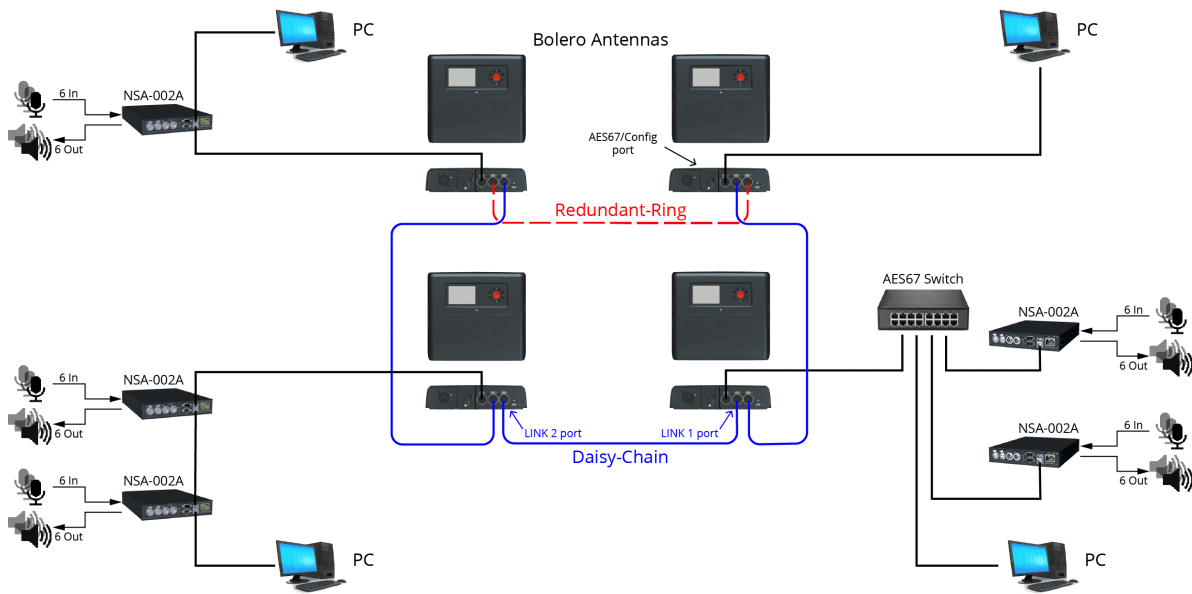 PC
Bolero Antennas
PC
NSA-002A
6 In
6 Out
AES67/Config
port
Redundant-Ring
AES67 Switch
NSA-002A
6 In
6 Out
NSA-002A
6 In
6 Out
LINK 2 port
LINK 1 port
Daisy-Chain
NSA-002A
6 In
6 Out
NSA-002A
6 In
6 Out
PC
PC